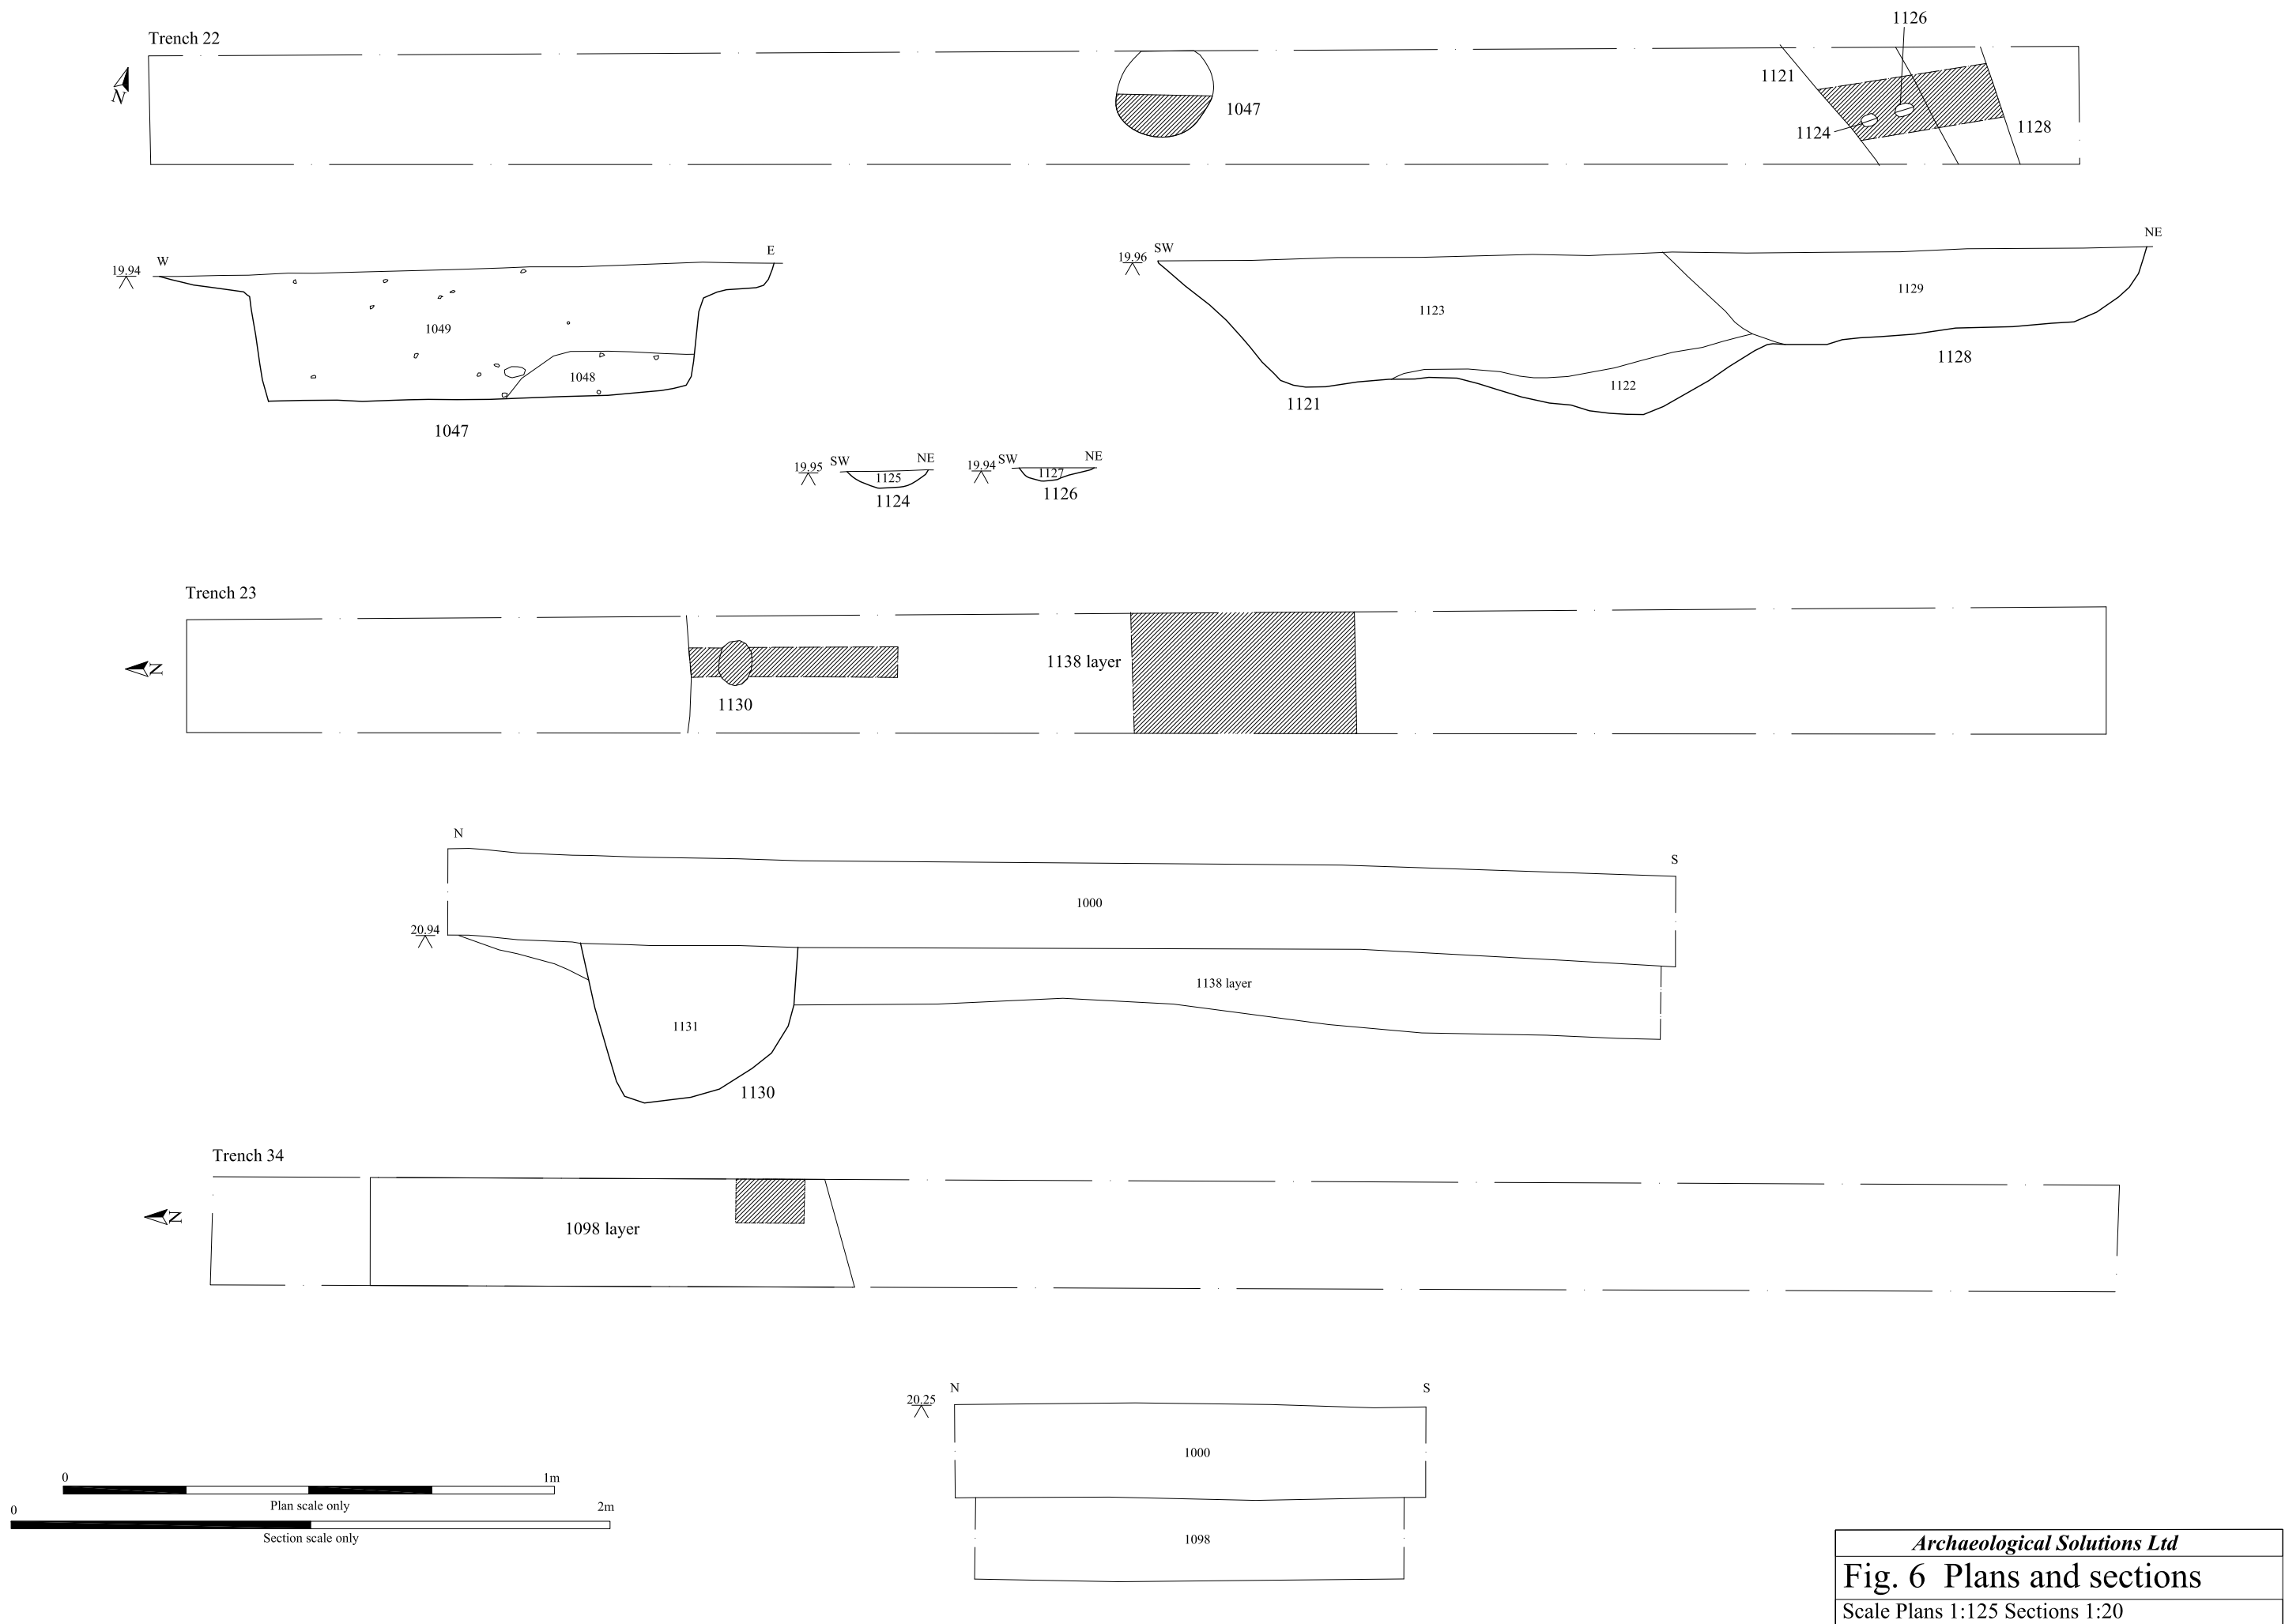 Trench 22
N
1047
1121
1126
1124
1128
19.94
W
E
1049
1048
1047
19.96
SW
NE
1123
1129
1122
1121
1128
19.95
SW
NE
1125
1124
19.94
SW
NE
1127
1126
Trench 23
N
1130
1138 layer
N
S
1000
20.94
1138 layer
1131
1130
Trench 34
N
1098 layer
20.25
N
S
1000
1098
0 1m
Plan scale only
0 2m
Section scale only
Archaeological Solutions Ltd
Fig. 6 Plans and sections
Scale Plans 1:125 Sections 1:20